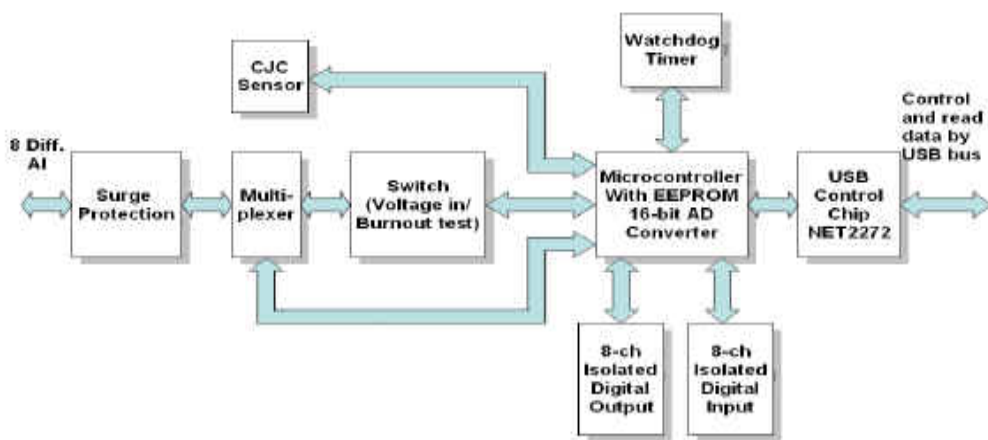 CJC
Sensor
Watchdog
Timer
Control
and read
data by
USB bus
8 Diff.
AI
Surge
Protection
Multi-
plexer
Switch
(Voltage in/
Burnout test)
Microcontroller
With EEPROM
16-bit AD
Converter
USB
Control
Chip
NET2272
8-ch
Isolated
Digital
Output
8-ch
Isolated
Digital
Input